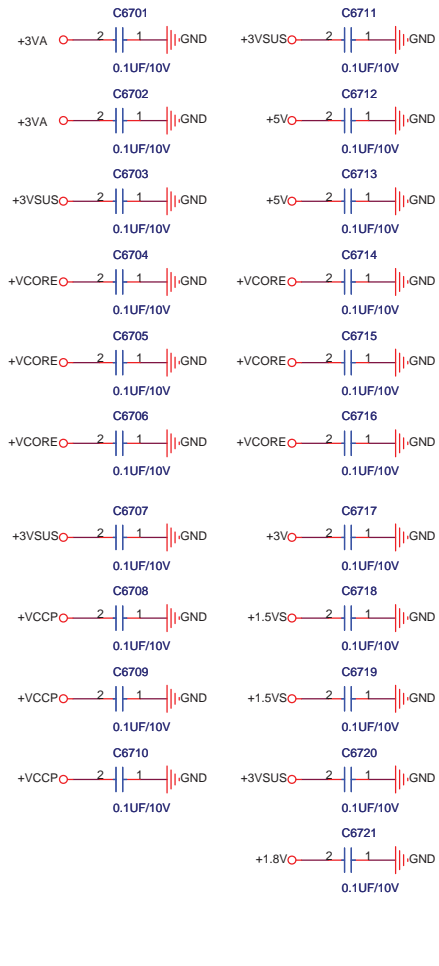 C6701
+3VA 2 1 GND
0.1UF/10V
C6702
+3VA 2 1 GND
0.1UF/10V
C6703
+3VSUS 2 1 GND
0.1UF/10V
C6704
+VCORE 2 1 GND
0.1UF/10V
C6705
+VCORE 2 1 GND
0.1UF/10V
C6706
+VCORE 2 1 GND
0.1UF/10V
C6707
+3VSUS 2 1 GND
0.1UF/10V
C6708
+VCCP 2 1 GND
0.1UF/10V
C6709
+VCCP 2 1 GND
0.1UF/10V
C6710
+VCCP 2 1 GND
0.1UF/10V
C6711
+3VSUS 2 1 GND
0.1UF/10V
C6712
+5V 2 1 GND
0.1UF/10V
C6713
+5V 2 1 GND
0.1UF/10V
C6714
+VCORE 2 1 GND
0.1UF/10V
C6715
+VCORE 2 1 GND
0.1UF/10V
C6716
+VCORE 2 1 GND
0.1UF/10V
C6717
+3V 2 1 GND
0.1UF/10V
C6718
+1.5VS 2 1 GND
0.1UF/10V
C6719
+1.5VS 2 1 GND
0.1UF/10V
C6720
+3VSUS 2 1 GND
0.1UF/10V
C6721
+1.8V 2 1 GND
0.1UF/10V